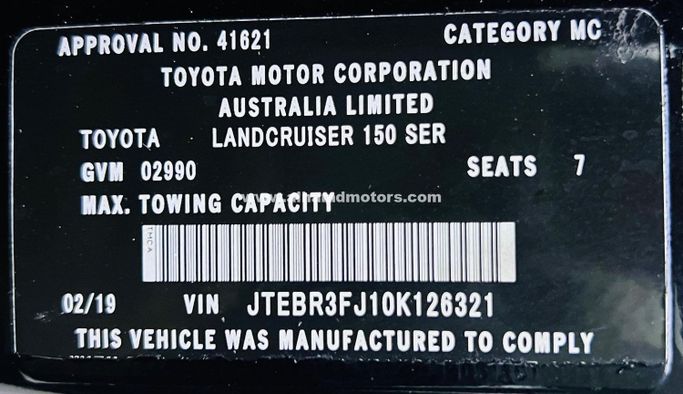 APPROVAL NO. 41621 CATEGORY MC
TOYOTA MOTOR CORPORATION
AUSTRALIA LIMITED
TOYOTA LANDCRUISER 150 SER
GVM 02990 SEATS 7
MAX. TOWING CAPACITY
TMCA
02/19 VIN JTEBR3FJ10K126321
THIS VEHICLE WAS MANUFACTURED TO COMPLY